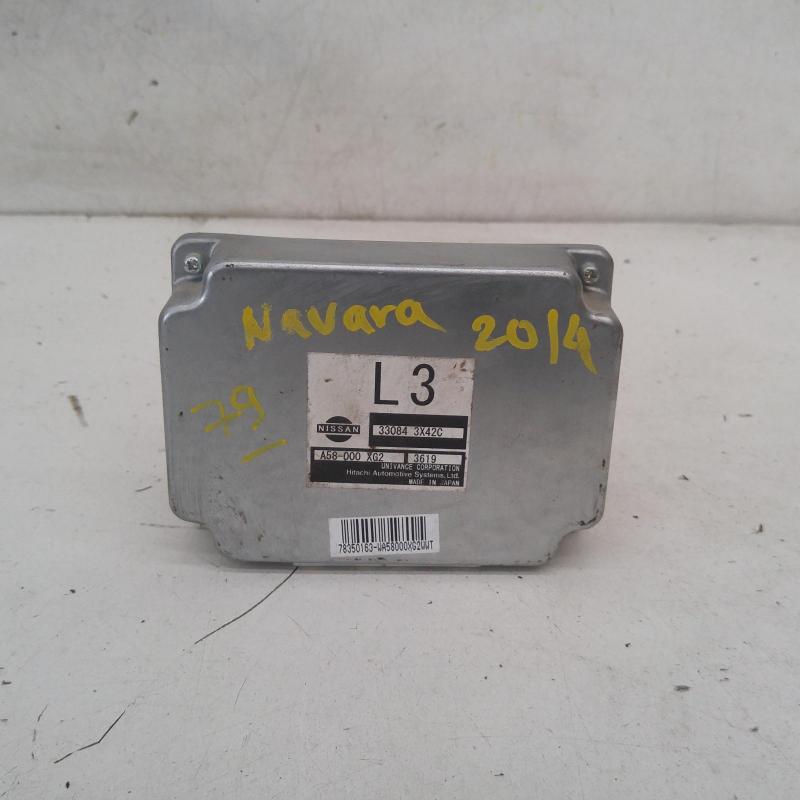 Navara 2014
79
L3
NISSAN
33084 3X42C
A58-000 XG2 3619
UNIVANCE CORPORATION
Hitachi Automotive Systems, Ltd.
MADE IN JAPAN
78350163-WA58000XG2WWT